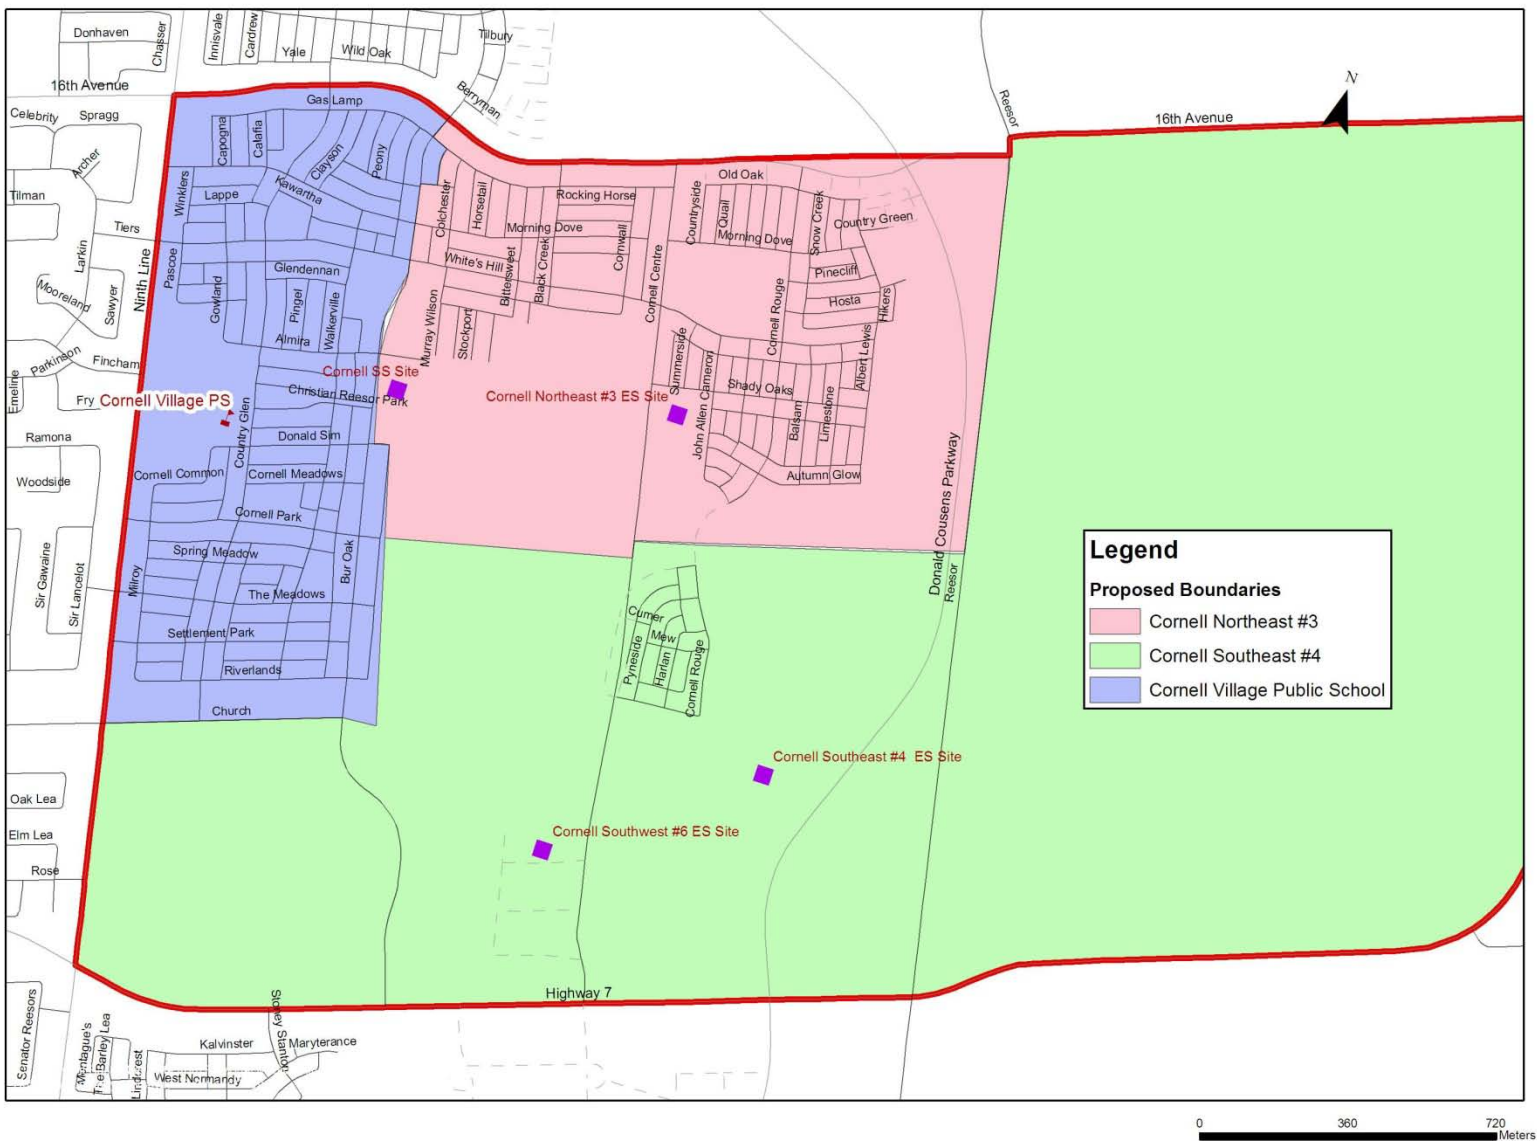 Donhaven
Chasser
Innisvale
Cardrew
Yale
Wild Oak
Tilbury
Berryman
16th Avenue
Gas Lamp
Reesor
16th Avenue
N
Celebrity
Spragg
Archer
Tilman
Tiers
Larkin
Mooreland
Sawyer
Ninth Line
Parkinson
Fincham
Emeline
Fry
Ramona
Woodside
Sir Gawaine
Sir Lancelot
Oak Lea
Elm Lea
Rose
Senator Reesors
Capogna
Calafia
Clayson
Peony
Winklers
Lappe
Kawartha
Pascoe
Glendennan
Gowland
Pingel
Walkerville
Almira
Cornell SS Site
Christian Reesor Park
Cornell Village PS
Country Glen
Donald Sim
Cornell Common
Cornell Meadows
Cornell Park
Spring Meadow
Bur Oak
Milroy
The Meadows
Settlement Park
Riverlands
Church
Colchester
Horsetail
Rocking Horse
Morning Dove
White's Hill
Bittersweet
Black Creek
Cornwall
Murray Wilson
Stockport
Cornell Centre
Countryside
Old Oak
Quail
Morning Dove
Snow Creek
Country Green
Pinecliff
Hosta
Hikers
Cornell Rouge
Summerside
Albert Lewis
Cornell Northeast #3 ES Site
Shady Oaks
John Allen Cameron
Balsam
Limestone
Autumn Glow
Donald Cousens Parkway
Reesor
Curner
Mew
Pyneside
Harlan
Cornell Rouge
Legend
Proposed Boundaries
Cornell Northeast #3
Cornell Southeast #4
Cornell Village Public School
Cornell Southeast #4 ES Site
Cornell Southwest #6 ES Site
Highway 7
Stoney Stanton
Kalvinster
Maryterance
Montague's
The Barley Lea
Lindcrest
West Normandy
0 360 720
Meters